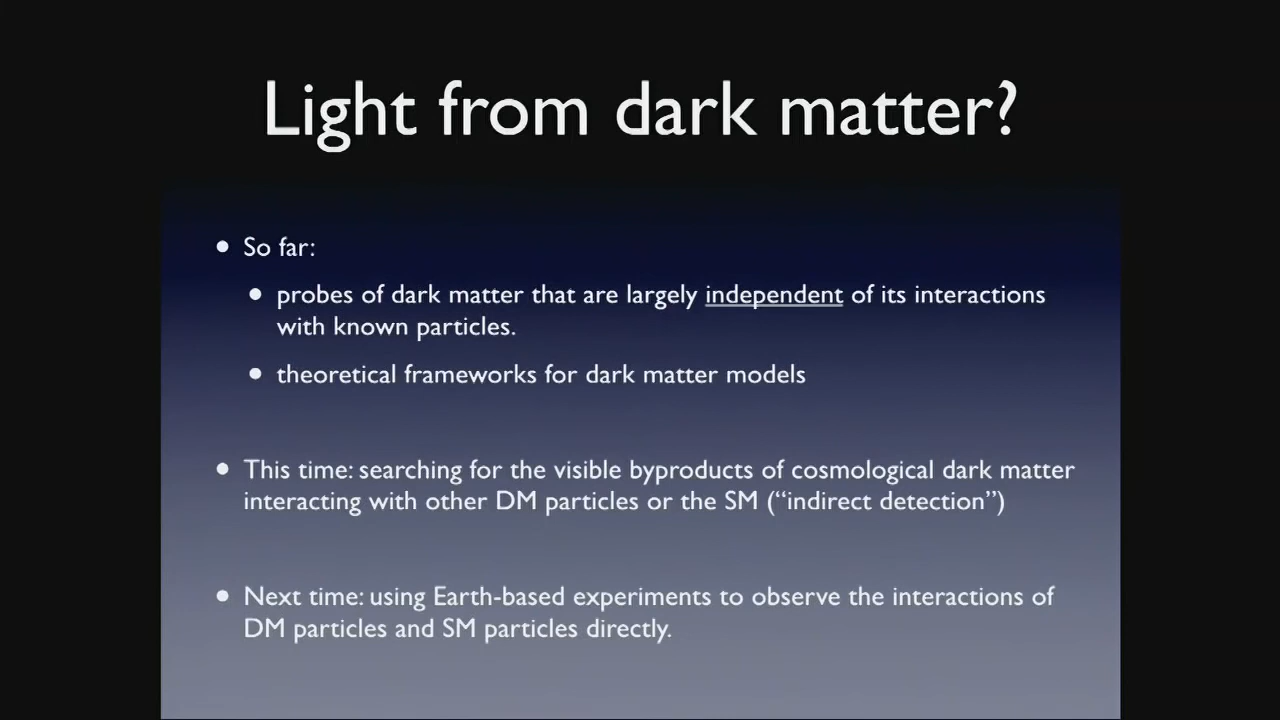 Light from dark matter?
• So far:
• probes of dark matter that are largely independent of its interactions
with known particles.
• theoretical frameworks for dark matter models
• This time: searching for the visible byproducts of cosmological dark matter
interacting with other DM particles or the SM (“indirect detection”)
• Next time: using Earth-based experiments to observe the interactions of
DM particles and SM particles directly.